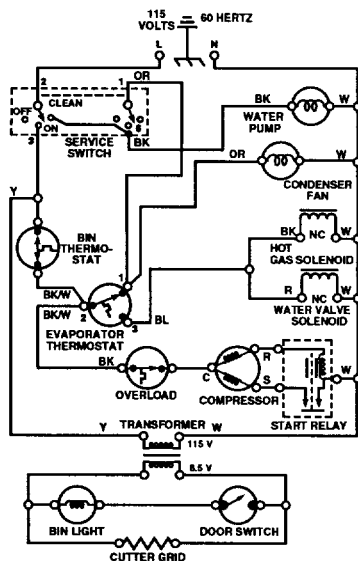 115 VOLTS 60 HERTZ
L N
2 1 OR
CLEAN
OFF
ON
3 6
SERVICE SWITCH
BK
BK W
WATER PUMP
OR W
CONDENSER FAN
Y
BIN THERMO-STAT
BK NC W
HOT GAS SOLENOID
R NC W
WATER VALVE SOLENOID
BK/W 2 1
BK/W 3 BL
EVAPORATOR THERMOSTAT
BK
OVERLOAD
C R
S
COMPRESSOR
W
START RELAY
Y TRANSFORMER W
115 V
8.5 V
BIN LIGHT DOOR SWITCH
CUTTER GRID